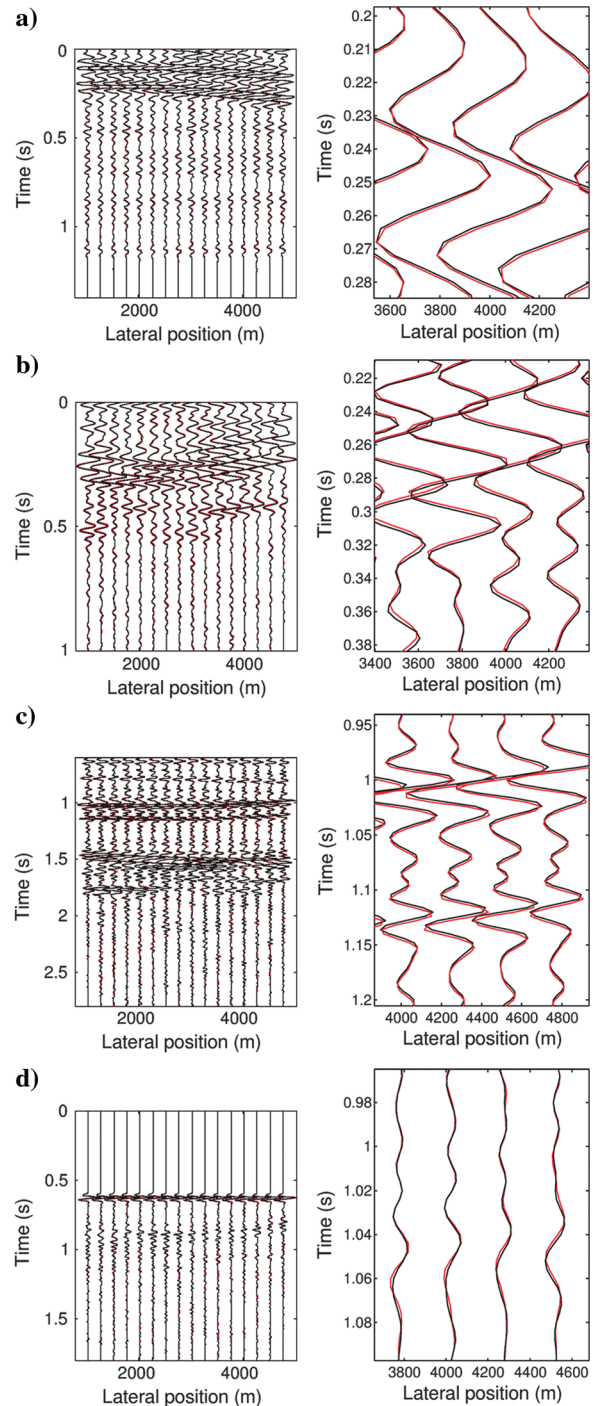 a)
0
0.5
1
Time (s)
2000 4000
Lateral position (m)
0.2
0.21
0.22
0.23
0.24
0.25
0.26
0.27
0.28
Time (s)
3600 3800 4000 4200
Lateral position (m)
b)
0
0.5
1
Time (s)
2000 4000
Lateral position (m)
0.22
0.24
0.26
0.28
0.3
0.32
0.34
0.36
0.38
Time (s)
3400 3600 3800 4000 4200
Lateral position (m)
c)
1
1.5
2
2.5
Time (s)
2000 4000
Lateral position (m)
0.95
1
1.05
1.1
1.15
1.2
Time (s)
4000 4200 4400 4600 4800
Lateral position (m)
d)
0
0.5
1
1.5
Time (s)
2000 4000
Lateral position (m)
0.98
1
1.02
1.04
1.06
1.08
Time (s)
3800 4000 4200 4400 4600
Lateral position (m)